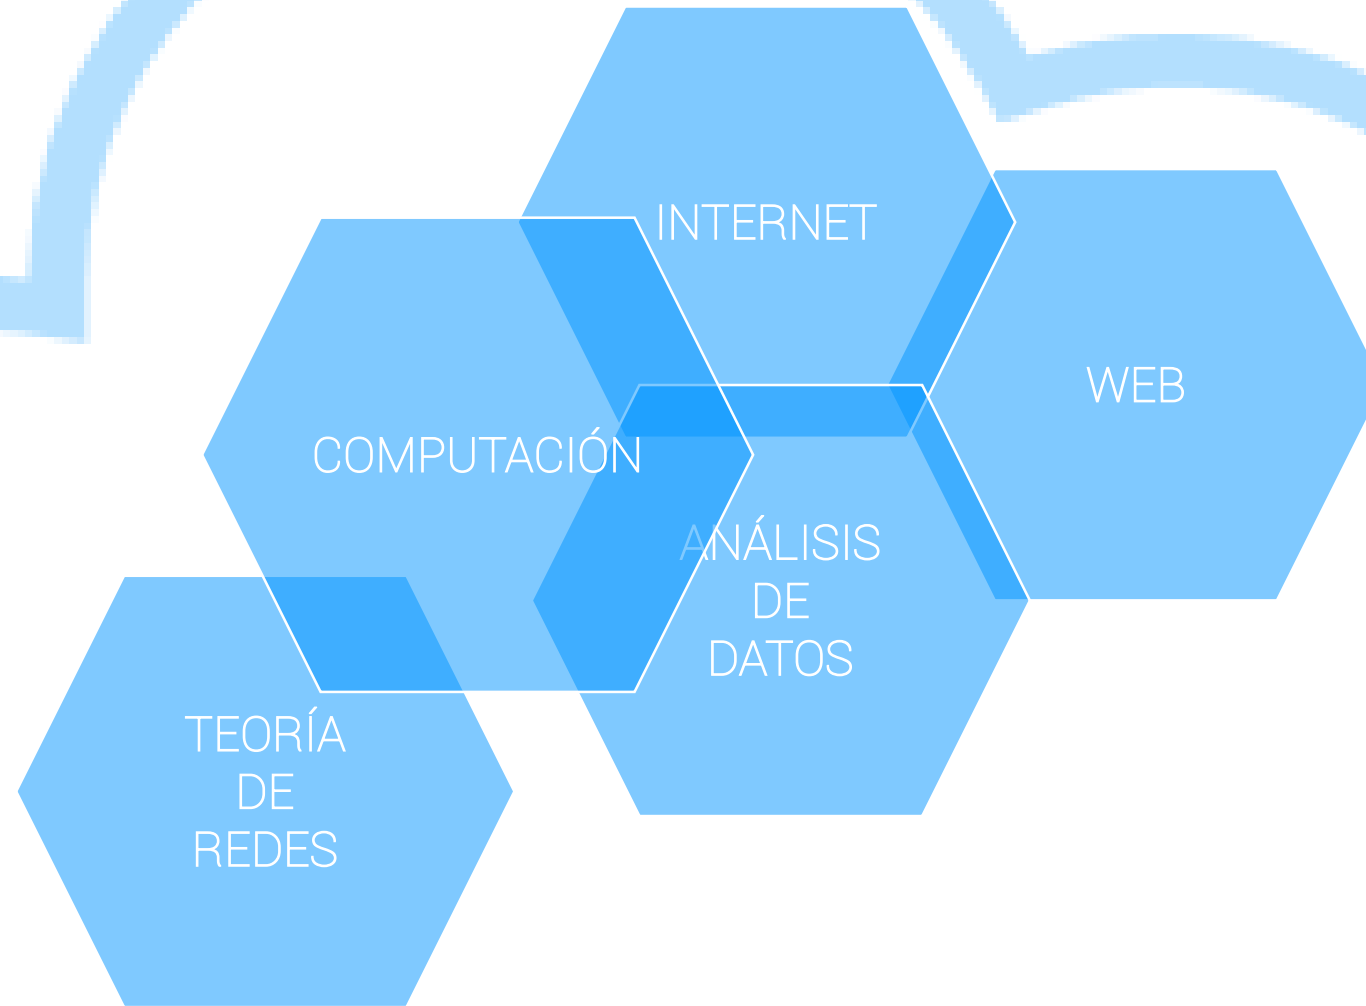 INTERNET
WEB
COMPUTACIÓN
ANÁLISIS
DE
DATOS
TEORÍA
DE
REDES